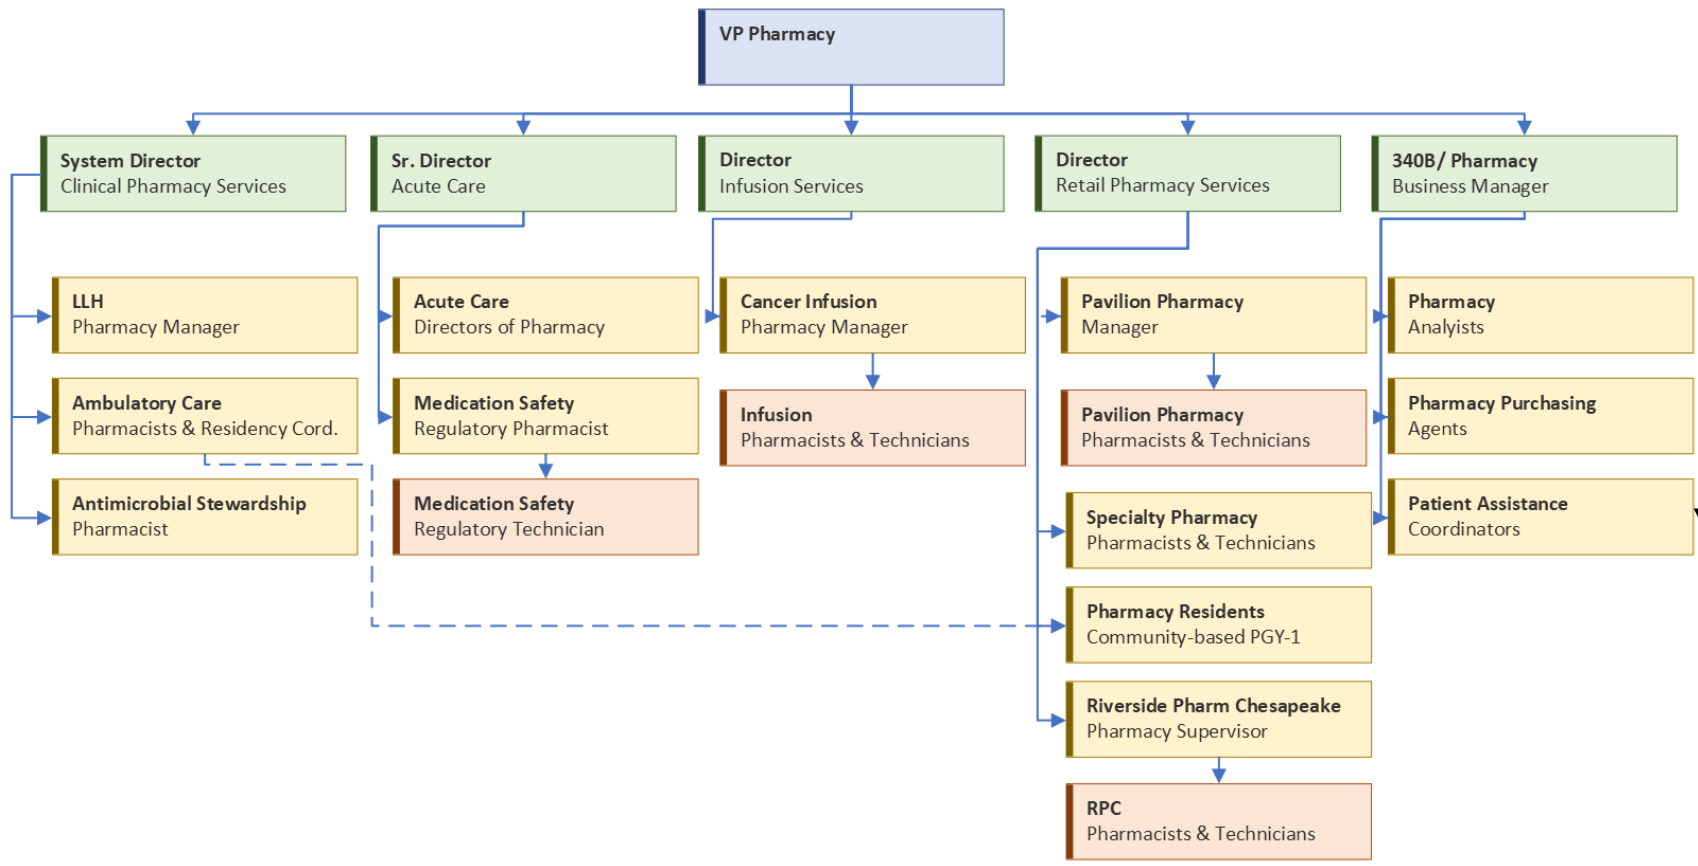 VP Pharmacy
System Director
Clinical Pharmacy Services
Sr. Director
Acute Care
Director
Infusion Services
Director
Retail Pharmacy Services
340B/ Pharmacy
Business Manager
LLH
Pharmacy Manager
Ambulatory Care
Pharmacists & Residency Cord.
Antimicrobial Stewardship
Pharmacist
Acute Care
Directors of Pharmacy
Medication Safety
Regulatory Pharmacist
Medication Safety
Regulatory Technician
Cancer Infusion
Pharmacy Manager
Infusion
Pharmacists & Technicians
Pavilion Pharmacy
Manager
Pavilion Pharmacy
Pharmacists & Technicians
Specialty Pharmacy
Pharmacists & Technicians
Pharmacy Residents
Community-based PGY-1
Riverside Pharm Chesapeake
Pharmacy Supervisor
RPC
Pharmacists & Technicians
Pharmacy
Analyists
Pharmacy Purchasing
Agents
Patient Assistance
Coordinators